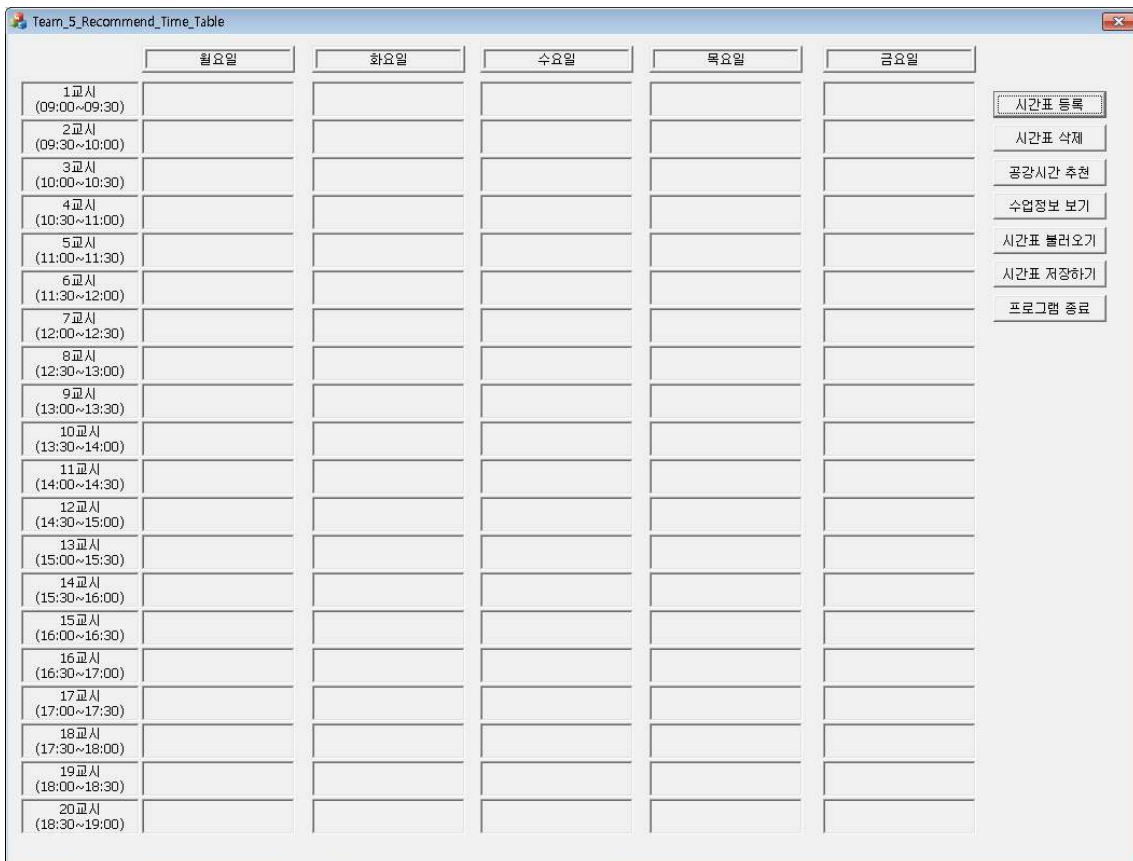 Team_5_Recommend_Time_Table
월요일 화요일 수요일 목요일 금요일
1교시
(09:00~09:30)
시간표 등록
2교시
(09:30~10:00)
시간표 삭제
3교시
(10:00~10:30)
공강시간 추천
4교시
(10:30~11:00)
수업정보 보기
5교시
(11:00~11:30)
시간표 불러오기
6교시
(11:30~12:00)
시간표 저장하기
7교시
(12:00~12:30)
프로그램 종료
8교시
(12:30~13:00)
9교시
(13:00~13:30)
10교시
(13:30~14:00)
11교시
(14:00~14:30)
12교시
(14:30~15:00)
13교시
(15:00~15:30)
14교시
(15:30~16:00)
15교시
(16:00~16:30)
16교시
(16:30~17:00)
17교시
(17:00~17:30)
18교시
(17:30~18:00)
19교시
(18:00~18:30)
20교시
(18:30~19:00)